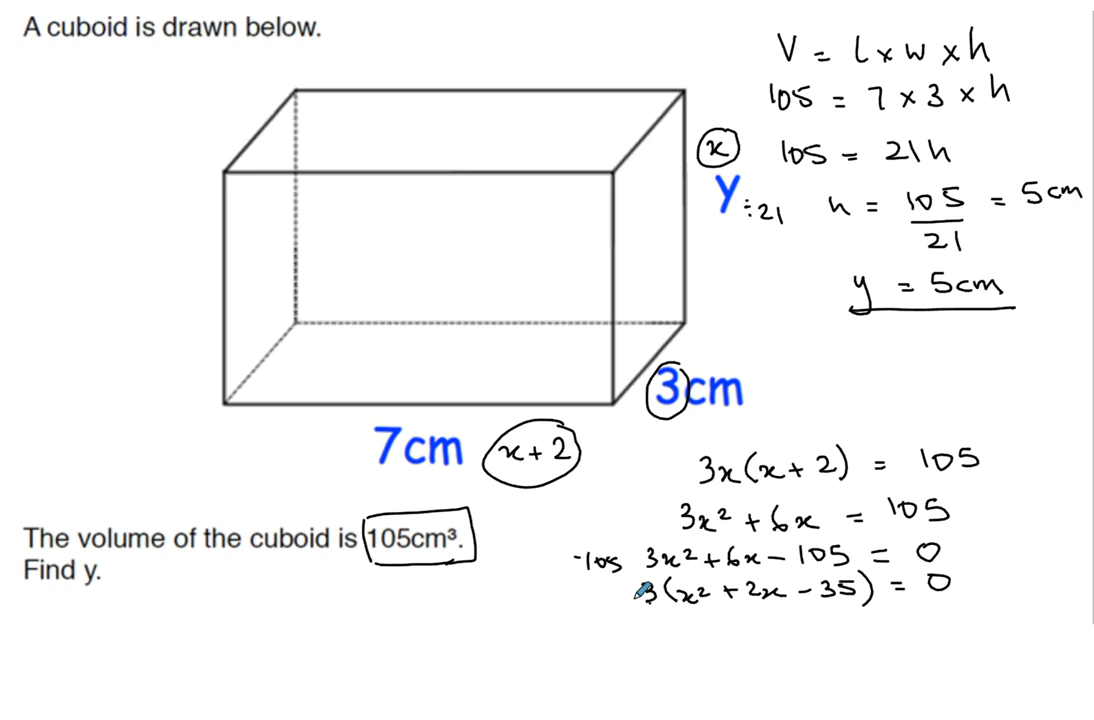 A cuboid is drawn below.
V = l × w × h
105 = 7 × 3 × h
x
105 = 21h
y
÷21 h = 105/21 = 5cm
y = 5cm
3cm
7cm x + 2
3x(x + 2) = 105
3x² + 6x = 105
The volume of the cuboid is 105cm³.
-105 3x² + 6x - 105 = 0
Find y.
3(x² + 2x - 35) = 0